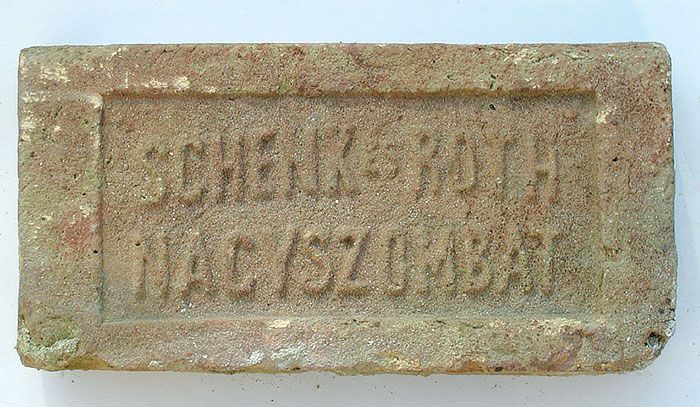 SCHENK & ROTH
NAGYSZOMBAT